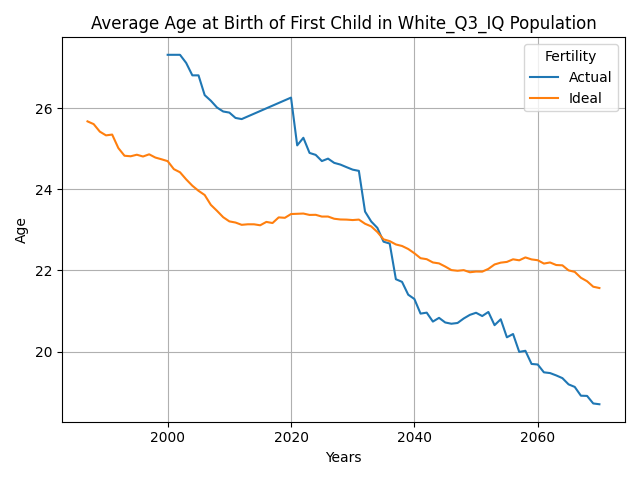 Average Age at Birth of First Child in White_Q3_IQ Population
Fertility
Actual
Ideal
Age
26
24
22
20
2000 2020 2040 2060
Years